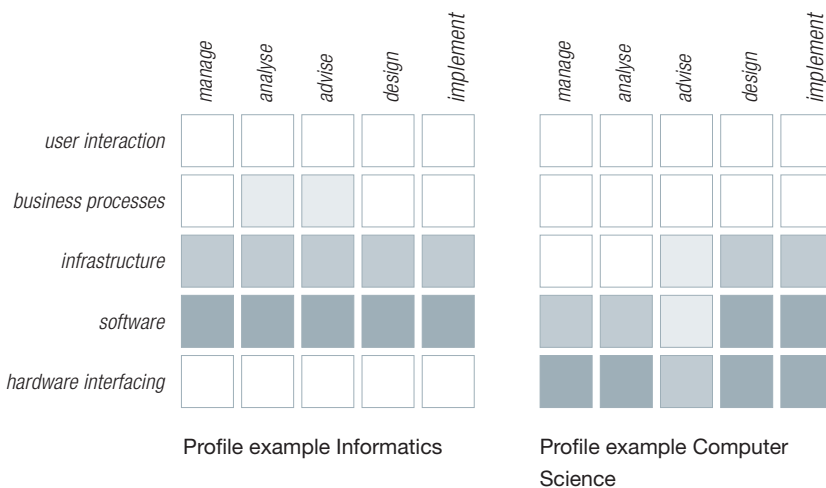 manage analyse advise design implement manage analyse advise design implement
user interaction
business processes
infrastructure
software
hardware interfacing
Profile example Informatics
Profile example Computer
Science